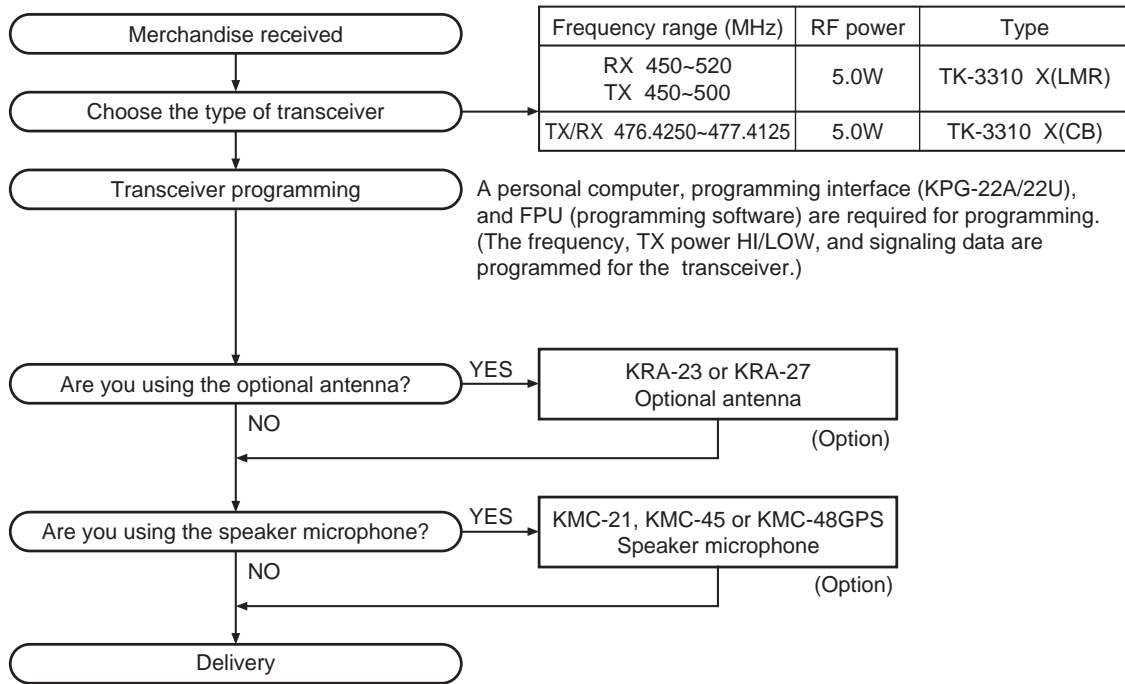 Merchandise received
Choose the type of transceiver
Frequency range (MHz) RF power Type
RX 450~520
TX 450~500
5.0W TK-3310 X(LMR)
TX/RX 476.4250~477.4125 5.0W TK-3310 X(CB)
Transceiver programming
A personal computer, programming interface (KPG-22A/22U),
and FPU (programming software) are required for programming.
(The frequency, TX power HI/LOW, and signaling data are
programmed for the transceiver.)
Are you using the optional antenna?
YES
KRA-23 or KRA-27
Optional antenna
(Option)
NO
Are you using the speaker microphone?
YES
KMC-21, KMC-45 or KMC-48GPS
Speaker microphone
(Option)
NO
Delivery